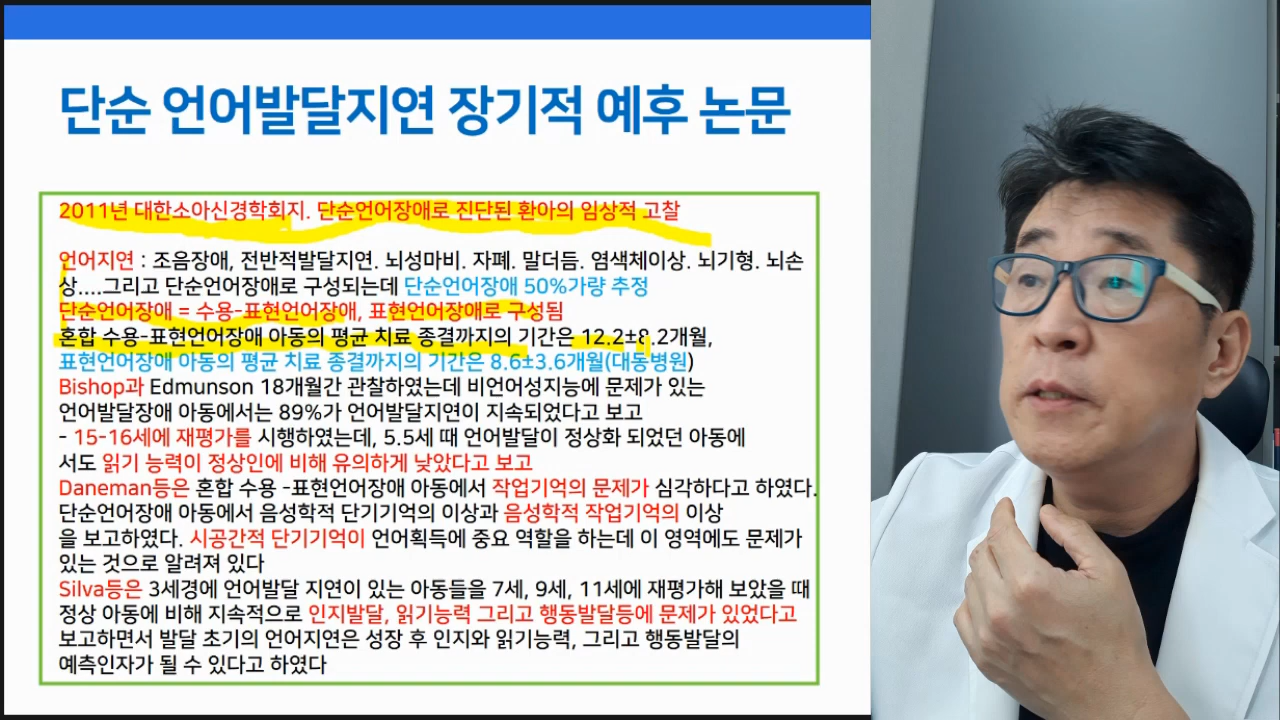 단순 언어발달지연 장기적 예후 논문
2011년 대한소아신경학회지. 단순언어장애로 진단된 환아의 임상적 고찰
언어지연 : 조음장애, 전반적발달지연. 뇌성마비. 자폐. 말더듬. 염색체이상. 뇌기형. 뇌손
상....그리고 단순언어장애로 구성되는데 단순언어장애 50%가량 추정
단순언어장애 = 수용-표현언어장애, 표현언어장애로 구성됨
혼합 수용-표현언어장애 아동의 평균 치료 종결까지의 기간은 12.2±8.2개월,
표현언어장애 아동의 평균 치료 종결까지의 기간은 8.6±3.6개월(대동병원)
Bishop과 Edmunson 18개월간 관찰하였는데 비언어성지능에 문제가 있는
언어발달장애 아동에서는 89%가 언어발달지연이 지속되었다고 보고
- 15-16세에 재평가를 시행하였는데, 5.5세 때 언어발달이 정상화 되었던 아동에
서도 읽기 능력이 정상인에 비해 유의하게 낮았다고 보고
Daneman등은 혼합 수용 -표현언어장애 아동에서 작업기억의 문제가 심각하다고 하였다.
단순언어장애 아동에서 음성학적 단기기억의 이상과 음성학적 작업기억의 이상
을 보고하였다. 시공간적 단기기억이 언어획득에 중요 역할을 하는데 이 영역에도 문제가
있는 것으로 알려져 있다
Silva등은 3세경에 언어발달 지연이 있는 아동들을 7세, 9세, 11세에 재평가해 보았을 때
정상 아동에 비해 지속적으로 인지발달, 읽기능력 그리고 행동발달등에 문제가 있었다고
보고하면서 발달 초기의 언어지연은 성장 후 인지와 읽기능력, 그리고 행동발달의
예측인자가 될 수 있다고 하였다